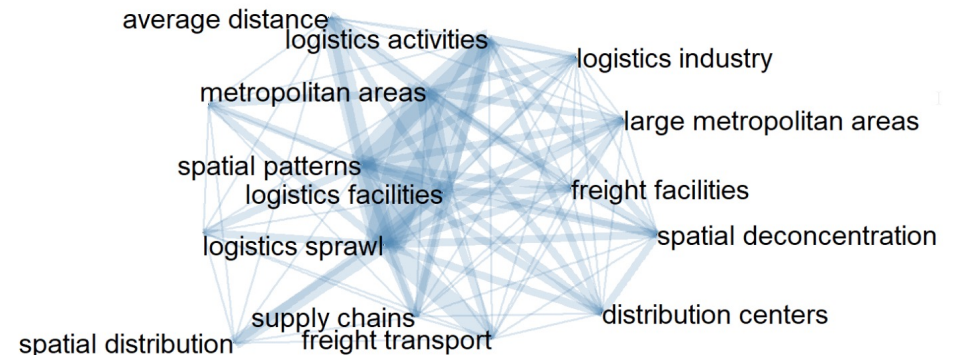 average distance
logistics activities
logistics industry
metropolitan areas
large metropolitan areas
spatial patterns
logistics facilities
freight facilities
spatial deconcentration
logistics sprawl
distribution centers
supply chains
freight transport
spatial distribution